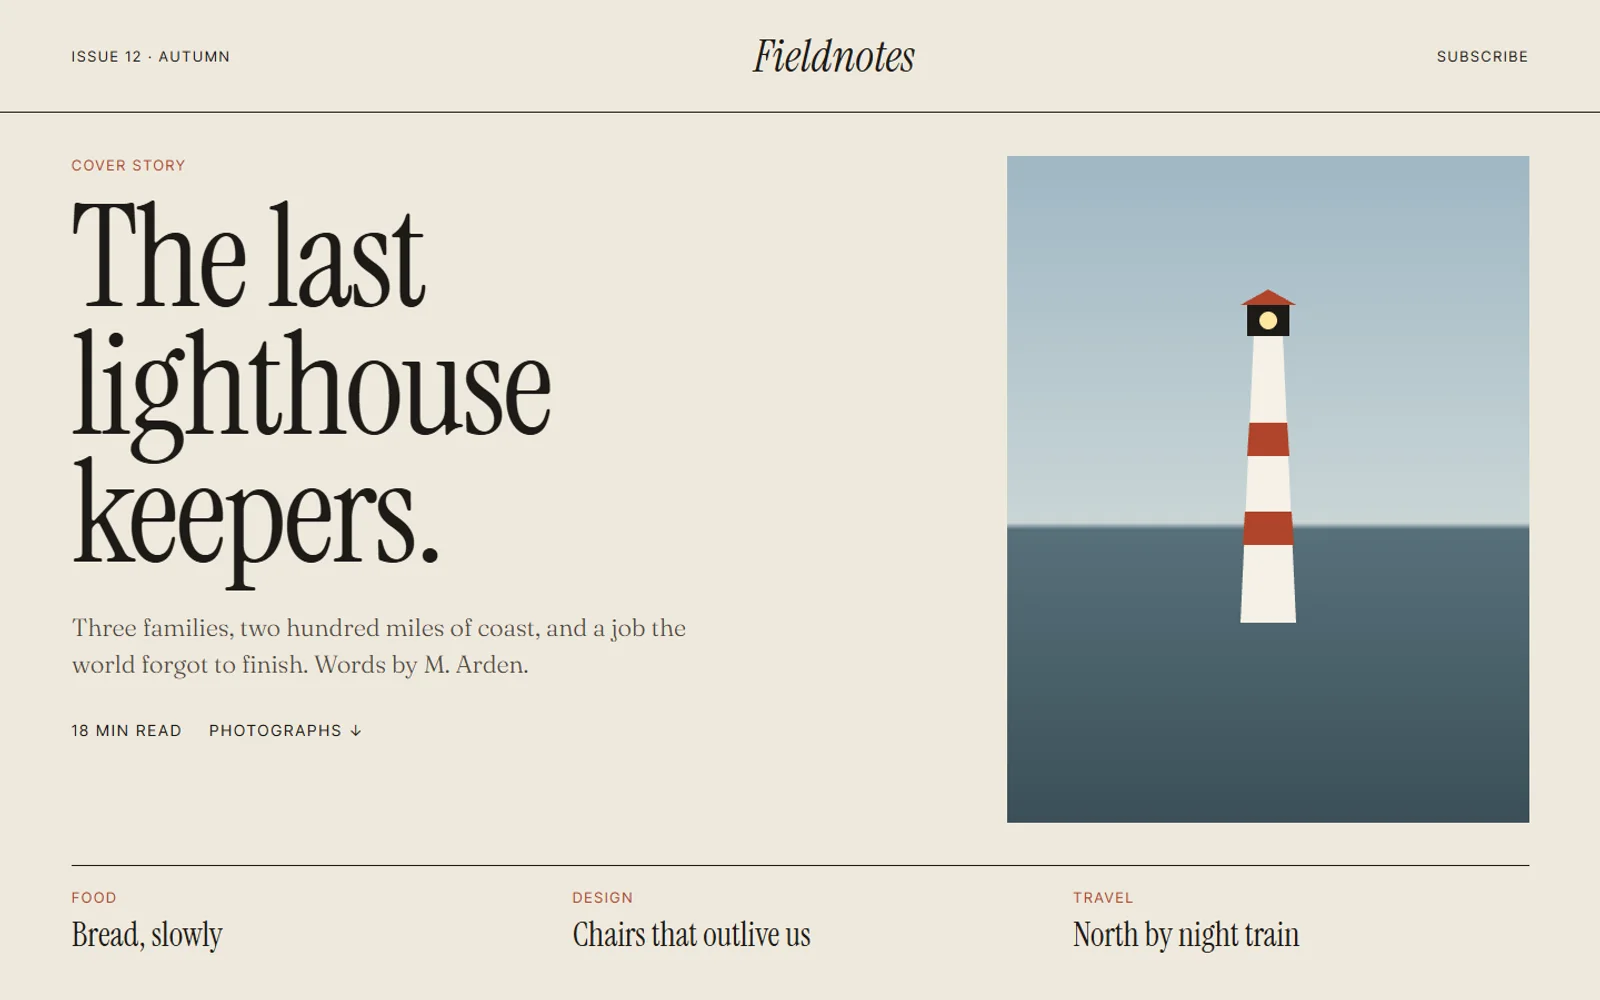 ISSUE 12 · AUTUMN
Fieldnotes
SUBSCRIBE
COVER STORY
The last
lighthouse
keepers.
Three families, two hundred miles of coast, and a job the
world forgot to finish. Words by M. Arden.
18 MIN READ PHOTOGRAPHS ↓
FOOD
Bread, slowly
DESIGN
Chairs that outlive us
TRAVEL
North by night train